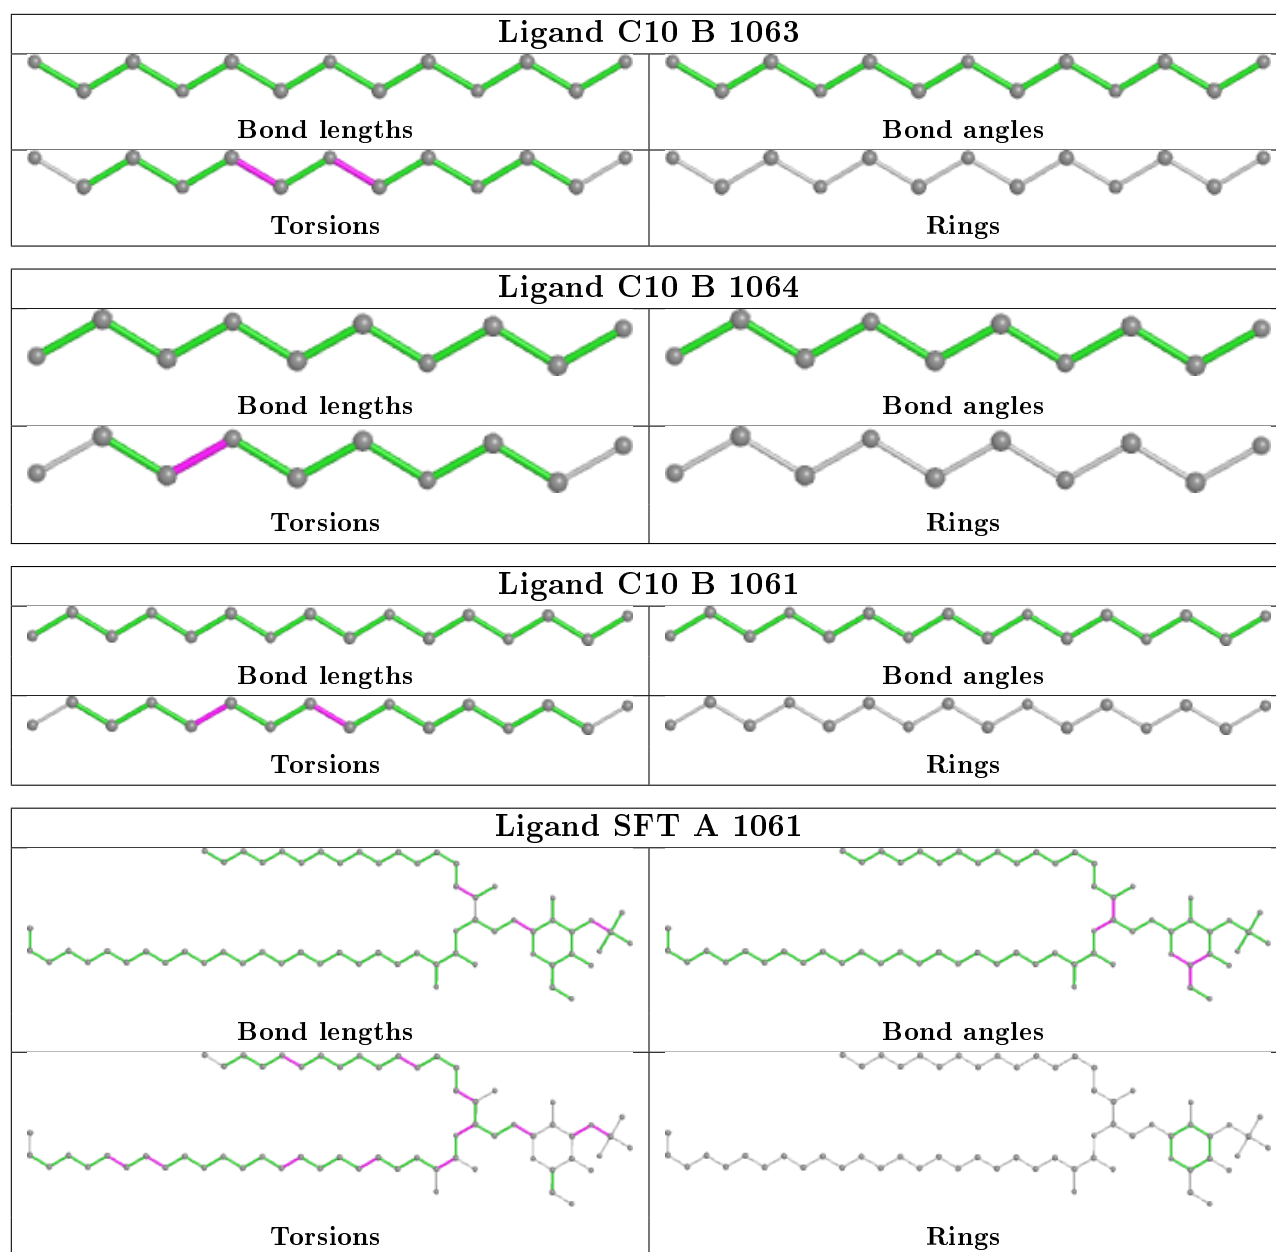 Ligand C10 B 1063
Bond lengths
Bond angles
Torsions
Rings
Ligand C10 B 1064
Bond lengths
Bond angles
Torsions
Rings
Ligand C10 B 1061
Bond lengths
Bond angles
Torsions
Rings
Ligand SFT A 1061
Bond lengths
Bond angles
Torsions
Rings